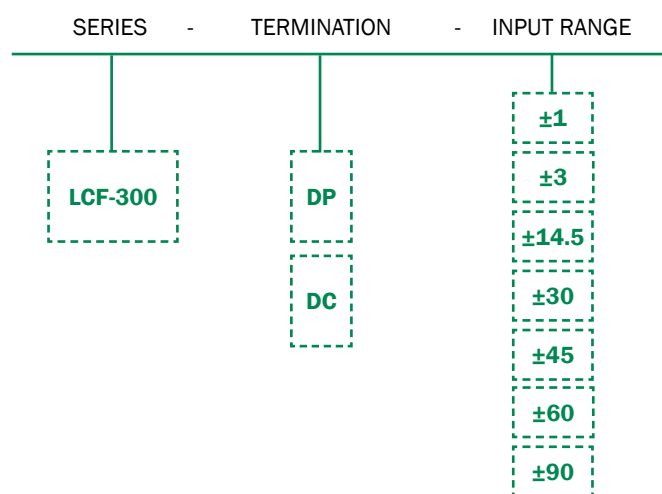 SERIES - TERMINATION - INPUT RANGE
±1
±3
LCF-300 DP
±14.5
±30
DC
±45
±60
±90